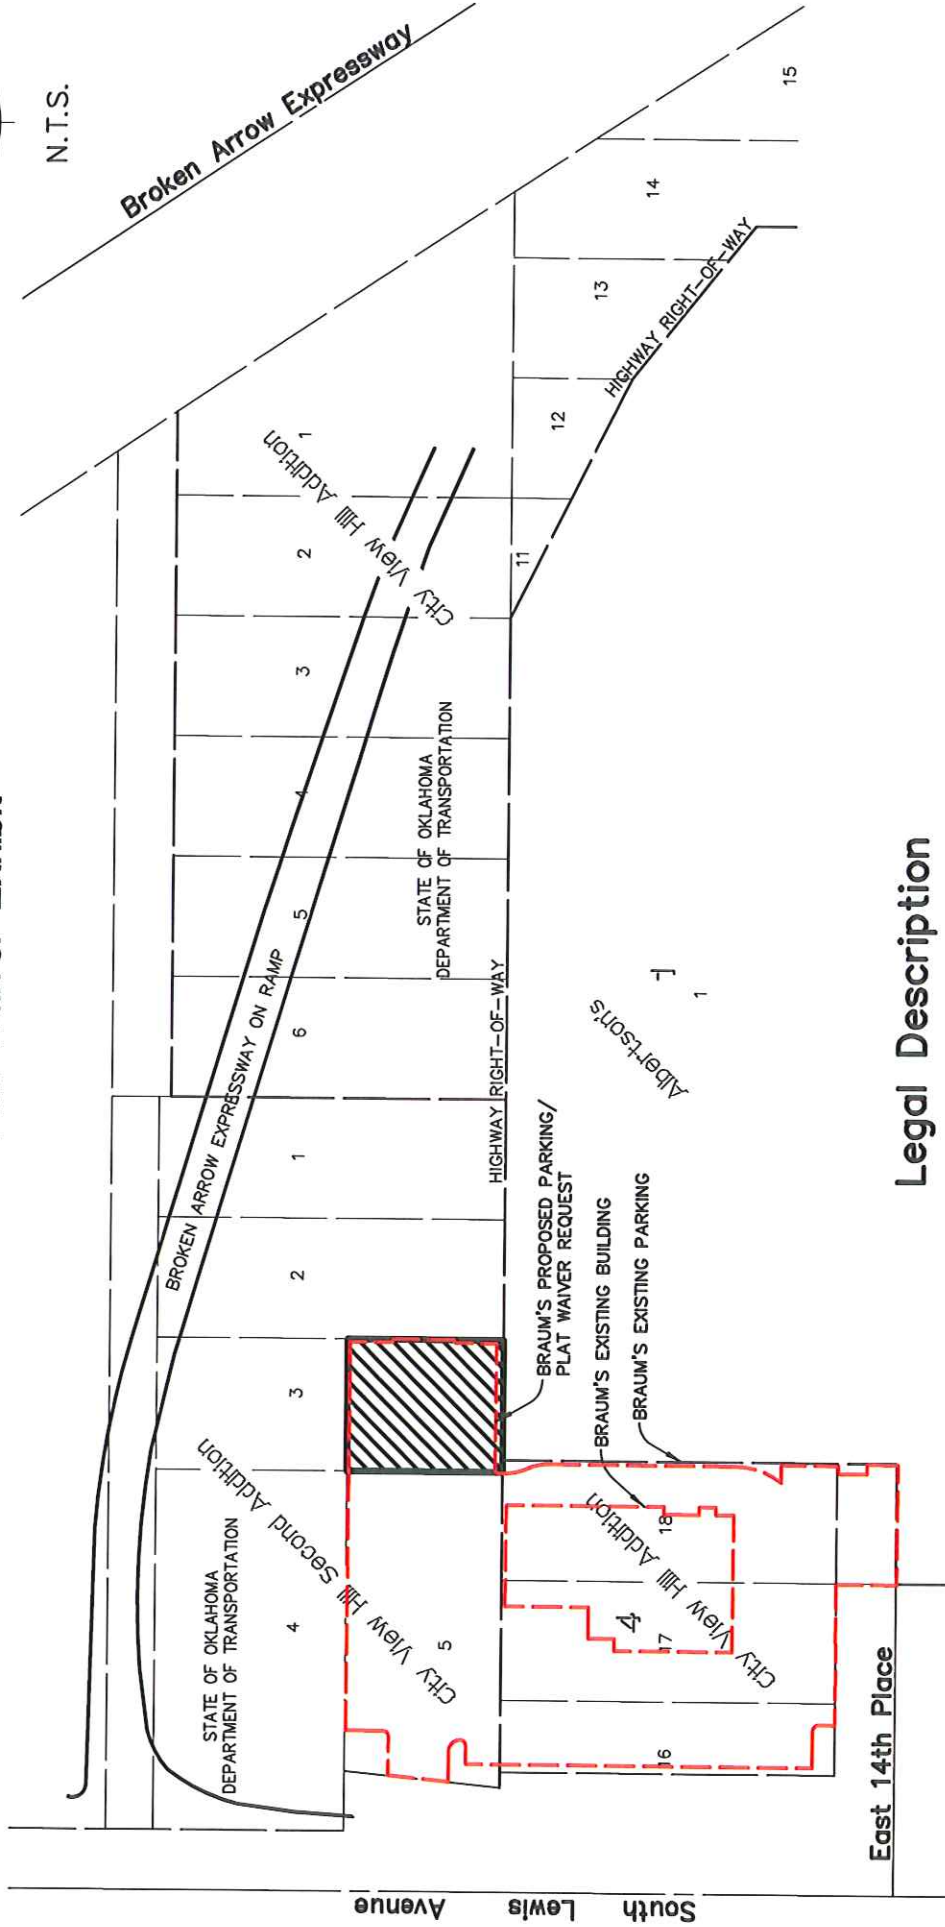 N.T.S.
Broken Arrow Expressway
15
14
13
12
11
HIGHWAY RIGHT-OF-WAY
1
2
3
4
5
6
City View Hill Addition
BROKEN ARROW EXPRESSWAY ON RAMP
STATE OF OKLAHOMA
DEPARTMENT OF TRANSPORTATION
HIGHWAY RIGHT-OF-WAY
1
2
3
4
5
City View Hill Second Addition
STATE OF OKLAHOMA
DEPARTMENT OF TRANSPORTATION
Albertson's
1
1
BRAUM'S PROPOSED PARKING/
PLAT WAIVER REQUEST
BRAUM'S EXISTING BUILDING
BRAUM'S EXISTING PARKING
18
17
16
4
City View Hill Addition
East 14th Place
South Lewis Avenue
Legal Description